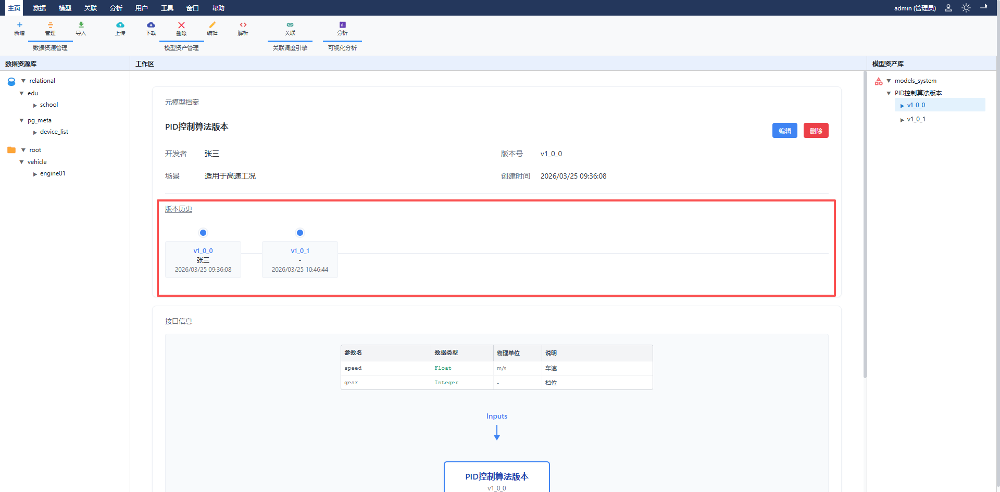 主页 数据 模型 关联 分析 用户 工具 窗口 帮助 admin (管理员)
新增 管理 导入 上传 下载 删除 编辑 解析 关联 分析
数据资源管理 模型资产管理 关联调度引擎 可视化分析
数据资源库
relational
edu
school
pg_meta
device_list
root
vehicle
engine01
工作区
元模型档案
PID控制算法版本
编辑 删除
开发者 张三 版本号 v1_0_0
场景 适用于高速工况 创建时间 2026/03/25 09:36:08
版本历史
v1_0_0
张三
2026/03/25 09:36:08
v1_0_1
-
2026/03/25 10:46:44
接口信息
参数名 数据类型 物理单位 说明
speed Float m/s 车速
gear Integer - 档位
Inputs
PID控制算法版本
v1_0_0
模型资产库
models_system
PID控制算法版本
v1_0_0
v1_0_1